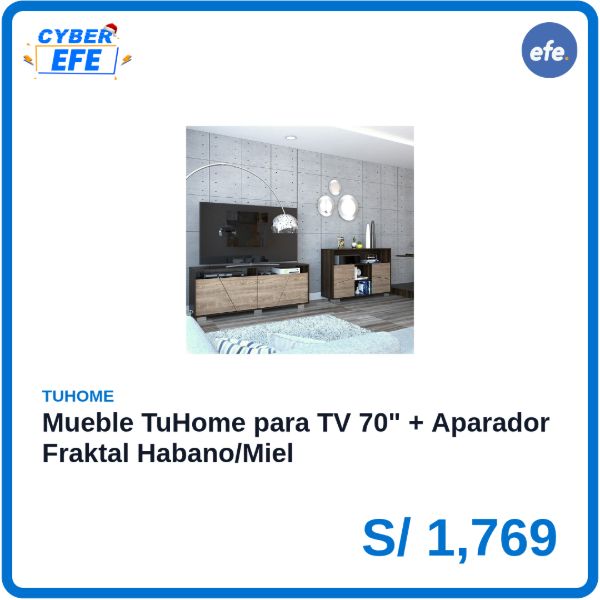 CYBER
EFE
efe.
TUHOME
Mueble TuHome para TV 70" + Aparador
Fraktal Habano/Miel
S/ 1,769